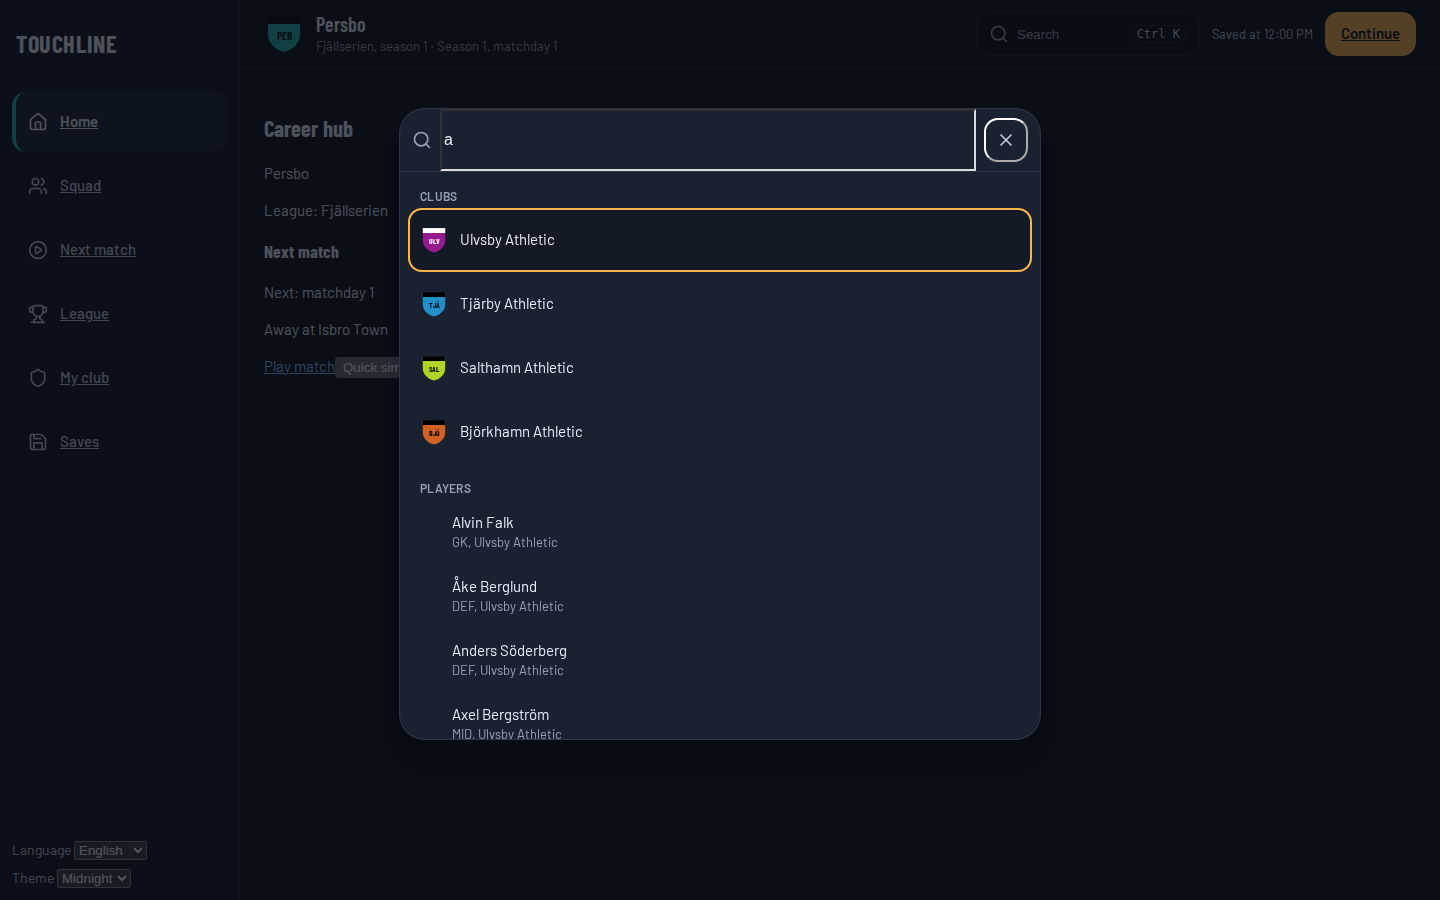 TOUCHLINE
Home
Squad
Next match
League
My club
Saves
Language English
Theme Midnight
PER
Persbo
Fjällserien, season 1 · Season 1, matchday 1
Search Ctrl K
Saved at 12:00 PM
Continue
Career hub
Persbo
League: Fjällserien
Next match
Next: matchday 1
Away at Isbro Town
Play match Quick sim
a
CLUBS
ULV Ulvsby Athletic
TJÄ Tjärby Athletic
SAL Salthamn Athletic
BJÖ Björkhamn Athletic
PLAYERS
Alvin Falk
GK, Ulvsby Athletic
Åke Berglund
DEF, Ulvsby Athletic
Anders Söderberg
DEF, Ulvsby Athletic
Axel Bergström
MID, Ulvsby Athletic